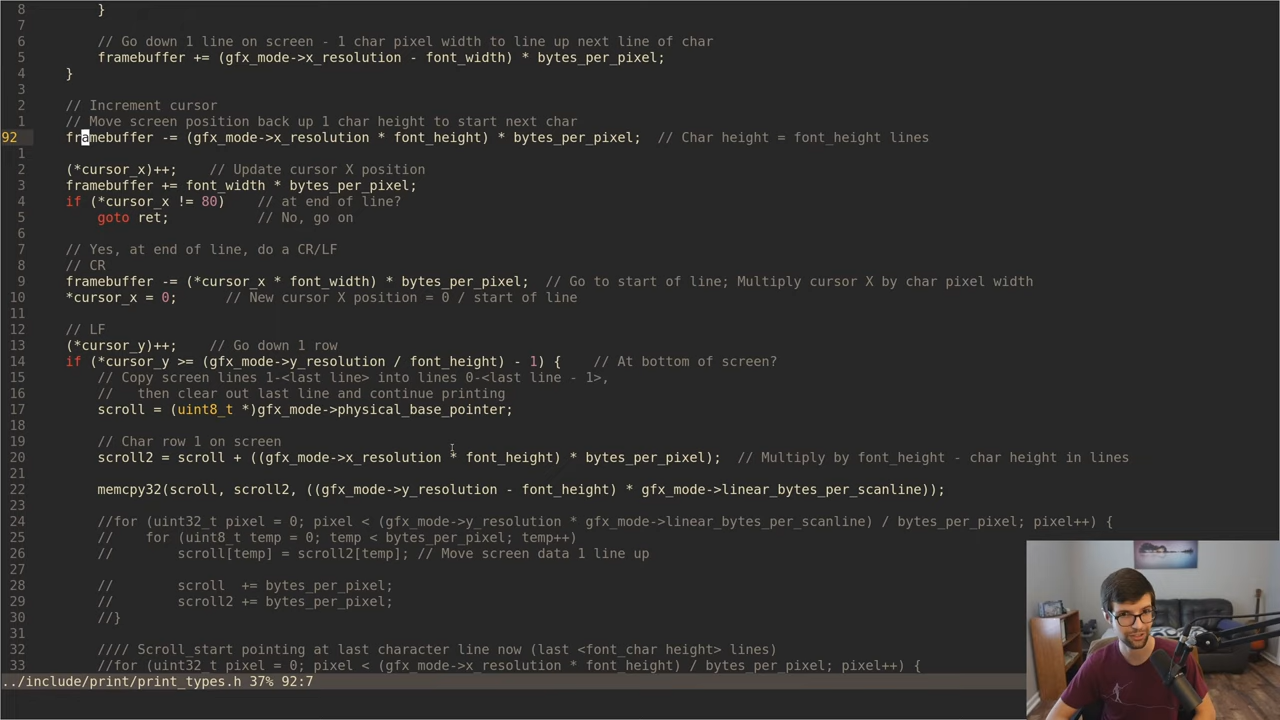 8 }
7
6 // Go down 1 line on screen - 1 char pixel width to line up next line of char
5 framebuffer += (gfx_mode->x_resolution - font_width) * bytes_per_pixel;
4 }
3
2 // Increment cursor
1 // Move screen position back up 1 char height to start next char
92 framebuffer -= (gfx_mode->x_resolution * font_height) * bytes_per_pixel; // Char height = font_height lines
1
2 (*cursor_x)++; // Update cursor X position
3 framebuffer += font_width * bytes_per_pixel;
4 if (*cursor_x != 80) // at end of line?
5 goto ret; // No, go on
6
7 // Yes, at end of line, do a CR/LF
8 // CR
9 framebuffer -= (*cursor_x * font_width) * bytes_per_pixel; // Go to start of line; Multiply cursor X by char pixel width
10 *cursor_x = 0; // New cursor X position = 0 / start of line
11
12 // LF
13 (*cursor_y)++; // Go down 1 row
14 if (*cursor_y >= (gfx_mode->y_resolution / font_height) - 1) { // At bottom of screen?
15 // Copy screen lines 1-<last line> into lines 0-<last line - 1>,
16 // then clear out last line and continue printing
17 scroll = (uint8_t *)gfx_mode->physical_base_pointer;
18
19 // Char row 1 on screen
20 scroll2 = scroll + ((gfx_mode->x_resolution * font_height) * bytes_per_pixel); // Multiply by font_height - char height in lines
21
22 memcpy32(scroll, scroll2, ((gfx_mode->y_resolution - font_height) * gfx_mode->linear_bytes_per_scanline));
23
24 //for (uint32_t pixel = 0; pixel < (gfx_mode->y_resolution * gfx_mode->linear_bytes_per_scanline) / bytes_per_pixel; pixel++) {
25 // for (uint8_t temp = 0; temp < bytes_per_pixel; temp++)
26 // scroll[temp] = scroll2[temp]; // Move screen data 1 line up
27
28 // scroll += bytes_per_pixel;
29 // scroll2 += bytes_per_pixel;
30 //}
31
32 //// Scroll_start pointing at last character line now (last <font_char height> lines)
33 //for (uint32_t pixel = 0; pixel < (gfx_mode->x_resolution * font_height) / bytes_per_pixel; pixel++) {
../include/print/print_types.h 37% 92:7